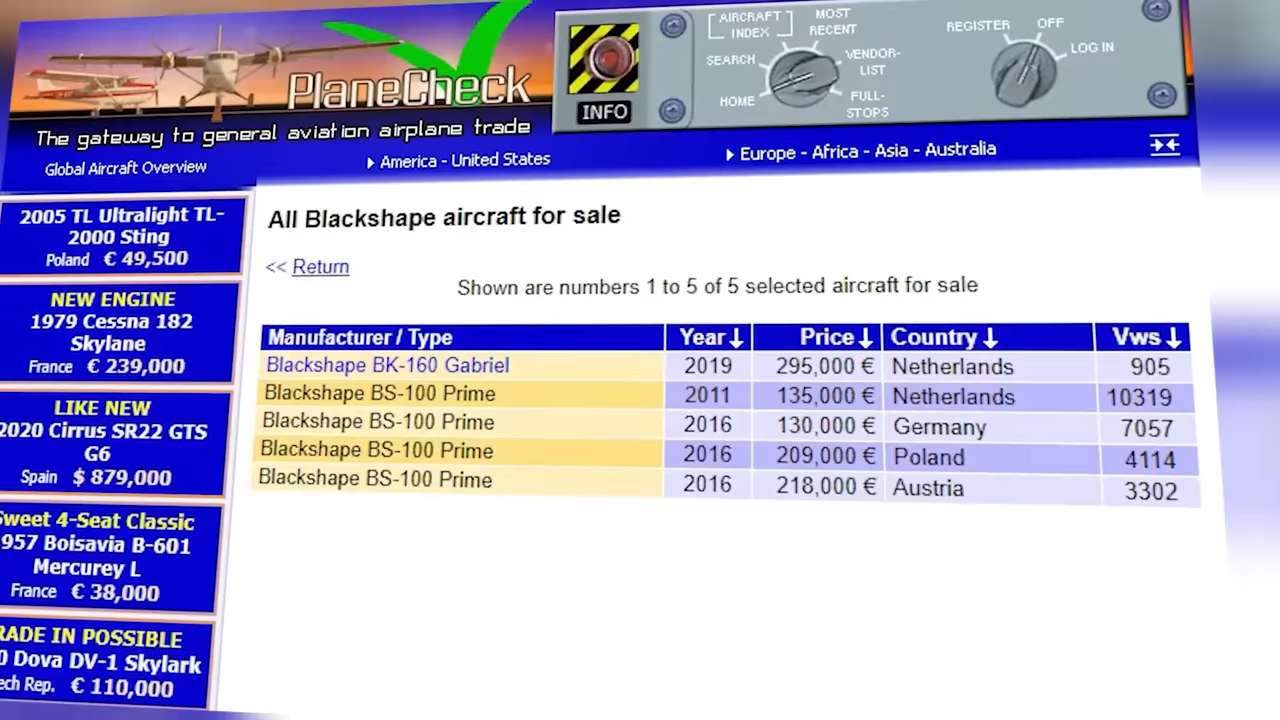 PlaneCheck
The gateway to general aviation airplane trade
AIRCRAFT
INDEX
MOST
RECENT
SEARCH
VENDOR-
LIST
HOME
FULL-
STOPS
INFO
REGISTER
OFF
LOG IN
Global Aircraft Overview
America - United States
Europe - Africa - Asia - Australia
2005 TL Ultralight TL-
2000 Sting
Poland € 49,500
NEW ENGINE
1979 Cessna 182
Skylane
France € 239,000
LIKE NEW
2020 Cirrus SR22 GTS
G6
Spain $ 879,000
Sweet 4-Seat Classic
957 Boisavia B-601
Mercurey L
France € 38,000
RADE IN POSSIBLE
0 Dova DV-1 Skylark
ech Rep. € 110,000
All Blackshape aircraft for sale
<< Return
Shown are numbers 1 to 5 of 5 selected aircraft for sale
Manufacturer / Type Year Price Country Vws
Blackshape BK-160 Gabriel 2019 295,000 € Netherlands 905
Blackshape BS-100 Prime 2011 135,000 € Netherlands 10319
Blackshape BS-100 Prime 2016 130,000 € Germany 7057
Blackshape BS-100 Prime 2016 209,000 € Poland 4114
Blackshape BS-100 Prime 2016 218,000 € Austria 3302